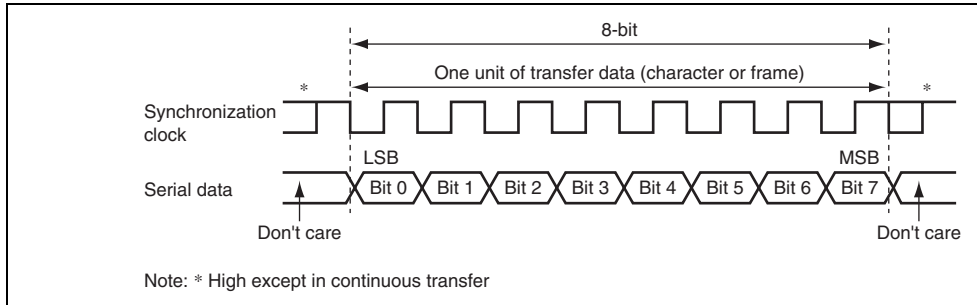 8-bit
One unit of transfer data (character or frame)
* *
Synchronization
clock
LSB MSB
Serial data Bit 0 Bit 1 Bit 2 Bit 3 Bit 4 Bit 5 Bit 6 Bit 7
Don't care Don't care
Note: * High except in continuous transfer